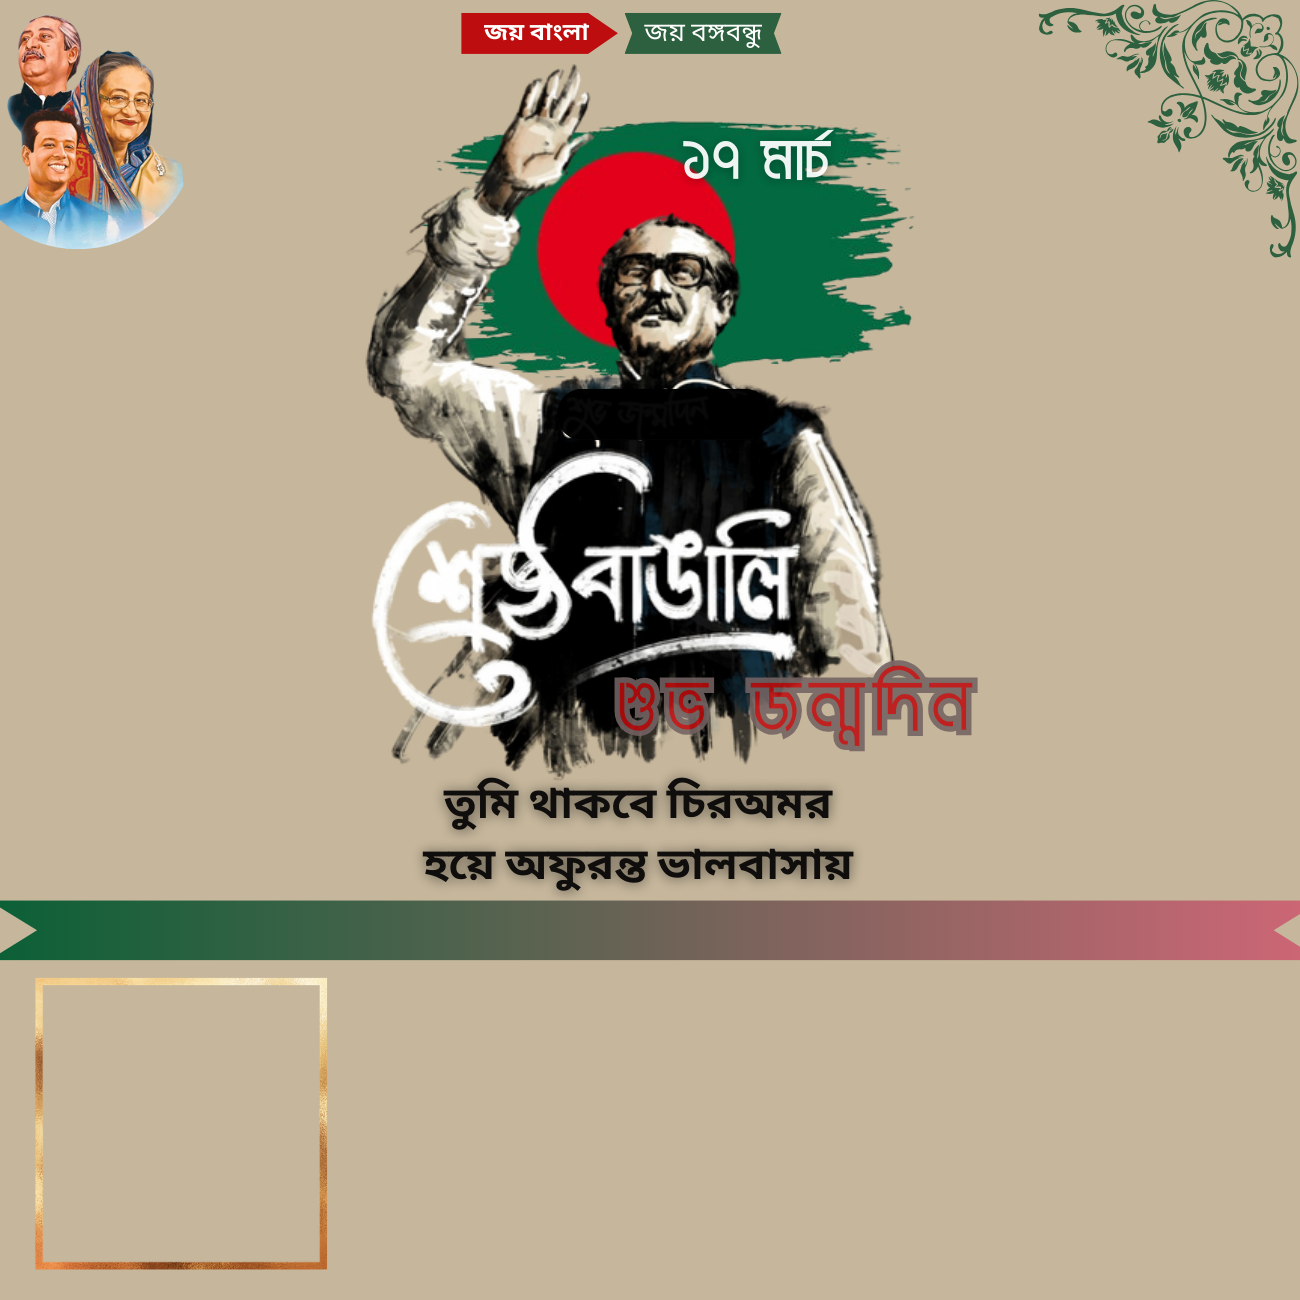 জয় বাংলা
জয় বঙ্গবন্ধু
১৭ মার্চ
শুভ জন্মদিন
শ্রেষ্ঠ বাঙালি
শুভ জন্মদিন
তুমি থাকবে চিরঅমর
হয়ে অফুরন্ত ভালবাসায়